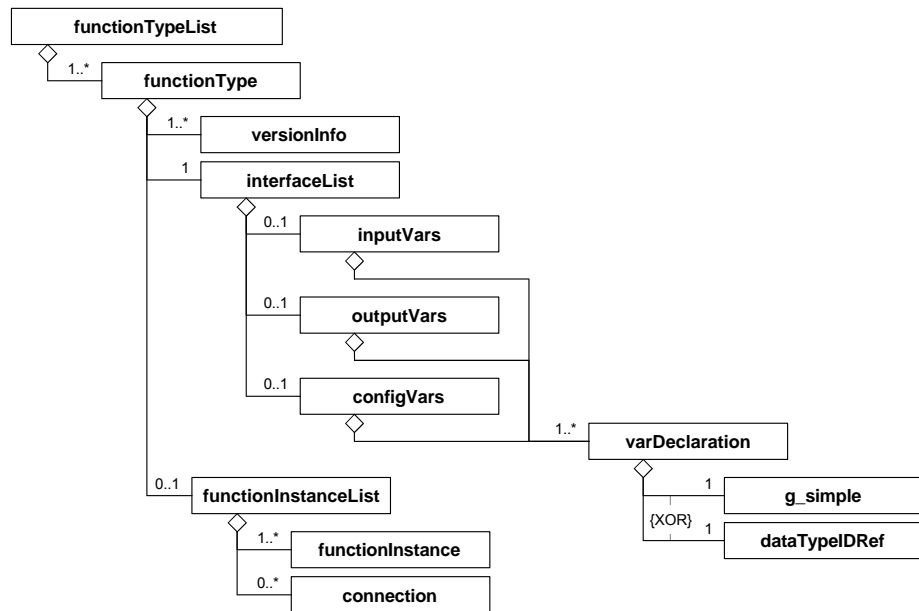 functionTypeList
1..*
functionType
1..*
versionInfo
1
interfaceList
0..1
inputVars
0..1
outputVars
0..1
configVars
1..*
varDeclaration
0..1
functionInstanceList
1
g_simple
{XOR}
1
dataTypeIDRef
1..*
functionInstance
0..*
connection